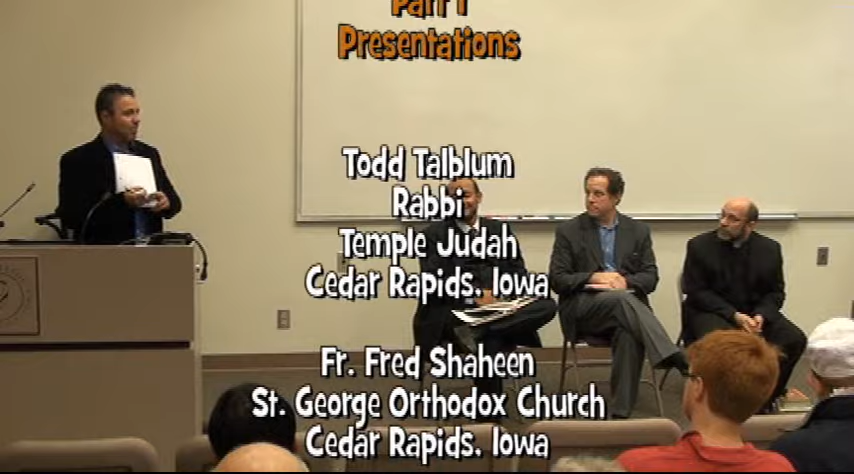 Part I
Presentations
Todd Talblum
Rabbi
Temple Judah
Cedar Rapids. Iowa
Fr. Fred Shaheen
St. George Orthodox Church
Cedar Rapids. Iowa